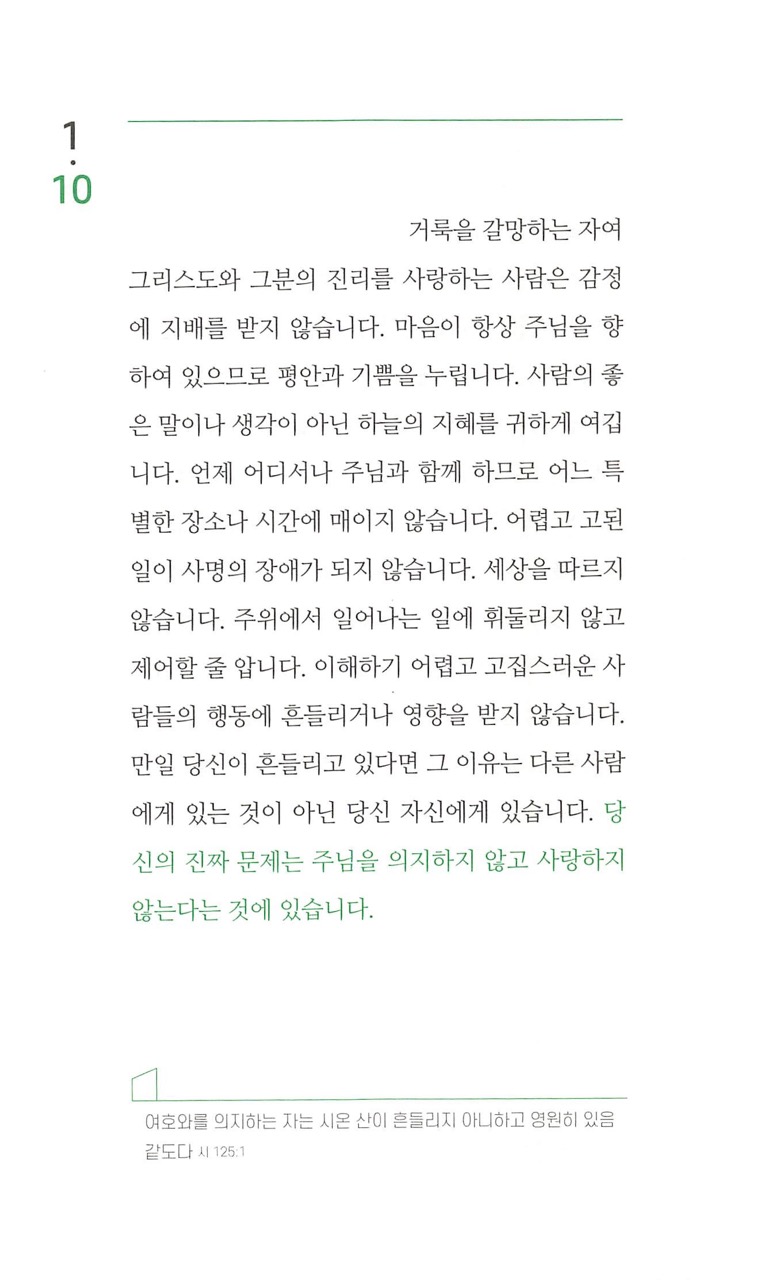 1
·
10
거룩을 갈망하는 자여
그리스도와 그분의 진리를 사랑하는 사람은 감정
에 지배를 받지 않습니다. 마음이 항상 주님을 향
하여 있으므로 평안과 기쁨을 누립니다. 사람의 좋
은 말이나 생각이 아닌 하늘의 지혜를 귀하게 여깁
니다. 언제 어디서나 주님과 함께 하므로 어느 특
별한 장소나 시간에 매이지 않습니다. 어렵고 고된
일이 사명의 장애가 되지 않습니다. 세상을 따르지
않습니다. 주위에서 일어나는 일에 휘둘리지 않고
제어할 줄 압니다. 이해하기 어렵고 고집스러운 사
람들의 행동에 흔들리거나 영향을 받지 않습니다.
만일 당신이 흔들리고 있다면 그 이유는 다른 사람
에게 있는 것이 아닌 당신 자신에게 있습니다. 당
신의 진짜 문제는 주님을 의지하지 않고 사랑하지
않는다는 것에 있습니다.
여호와를 의지하는 자는 시온 산이 흔들리지 아니하고 영원히 있음
같도다 시 125:1